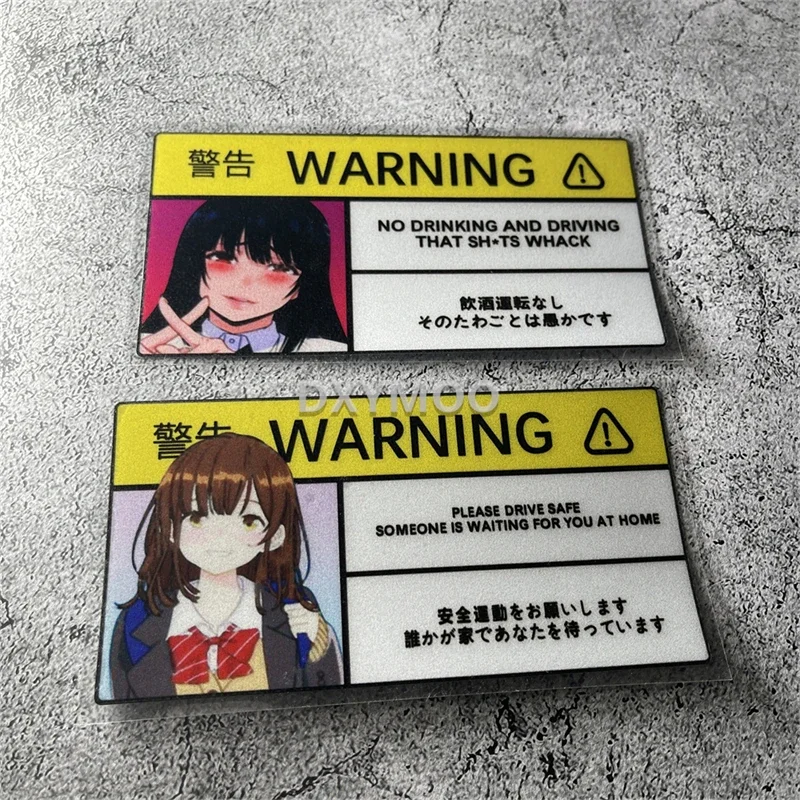 警告 WARNING
NO DRINKING AND DRIVING
THAT SH*TS WHACK
飲酒運転なし
そのたわごとは愚かです
DXYMOO
警告 WARNING
PLEASE DRIVE SAFE
SOMEONE IS WAITING FOR YOU AT HOME
安全運動をお願いします
誰かが家であなたを待っています